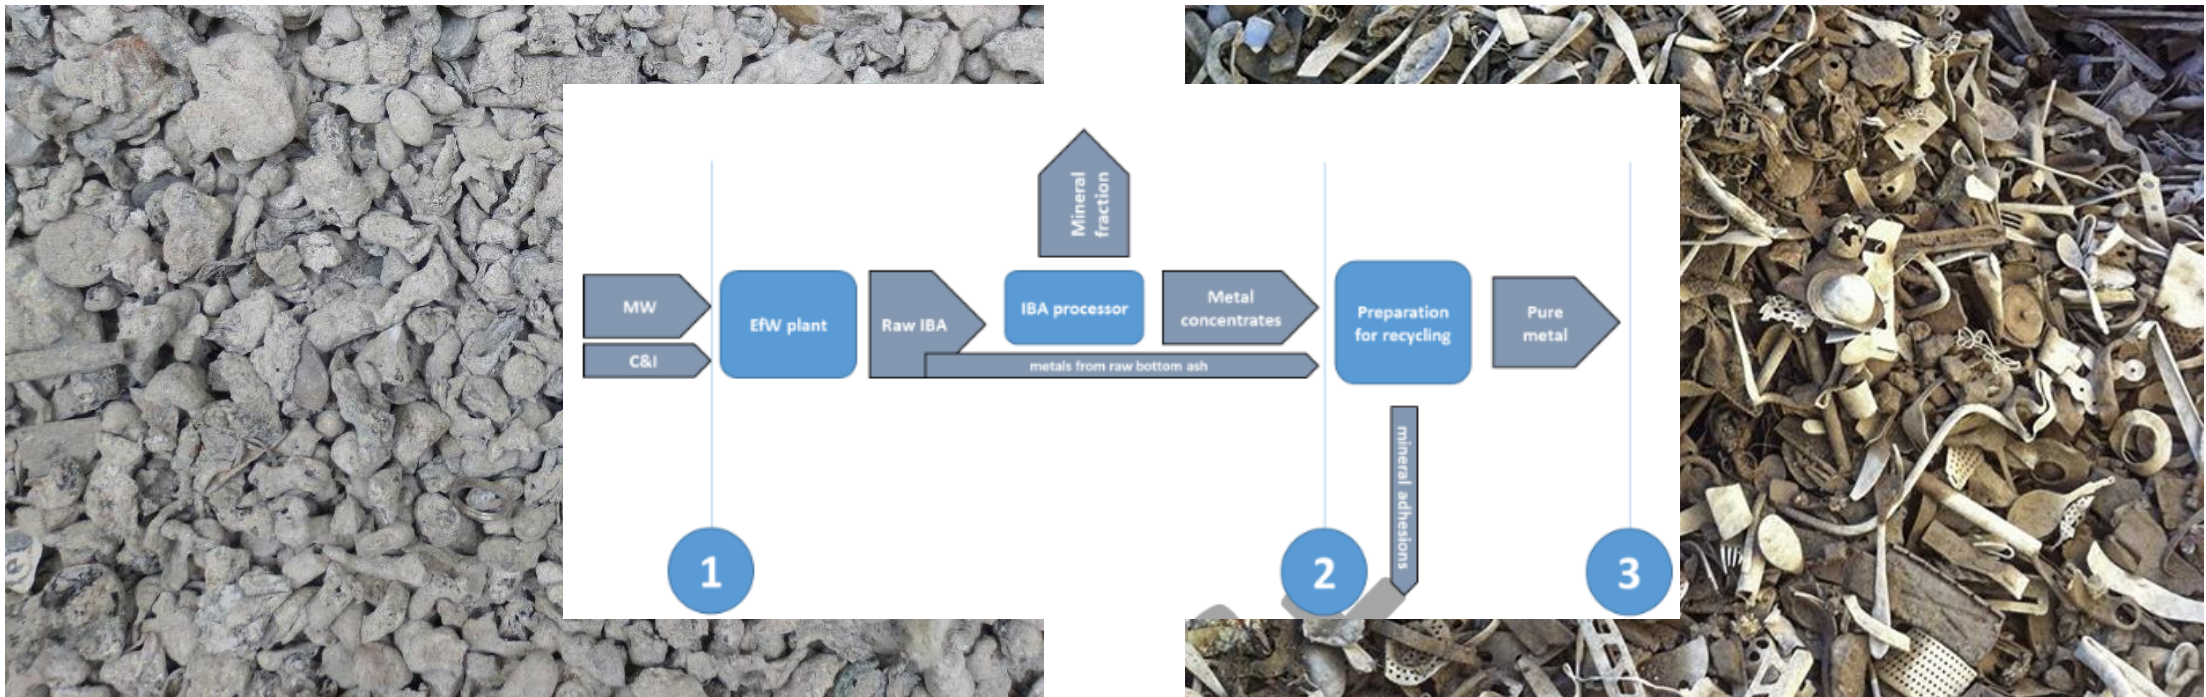 Mineral
fraction
MW
C&I
EfW plant
Raw IBA
IBA processor
Metal
concentrates
metals from raw bottom ash
Preparation
for recycling
Pure
metal
mineral adhesions
1
2
3